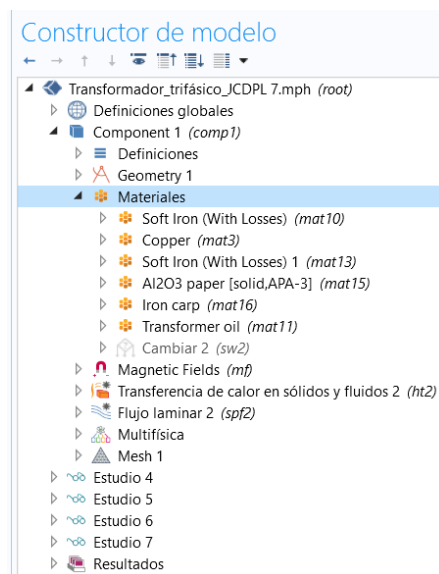 Constructor de modelo
Transformador_trifásico_JCDPL 7.mph (root)
Definiciones globales
Component 1 (comp1)
Definiciones
Geometry 1
Materiales
Soft Iron (With Losses) (mat10)
Copper (mat3)
Soft Iron (With Losses) 1 (mat13)
Al2O3 paper [solid,APA-3] (mat15)
Iron carp (mat16)
Transformer oil (mat11)
Cambiar 2 (sw2)
Magnetic Fields (mf)
Transferencia de calor en sólidos y fluidos 2 (ht2)
Flujo laminar 2 (spf2)
Multifísica
Mesh 1
Estudio 4
Estudio 5
Estudio 6
Estudio 7
Resultados